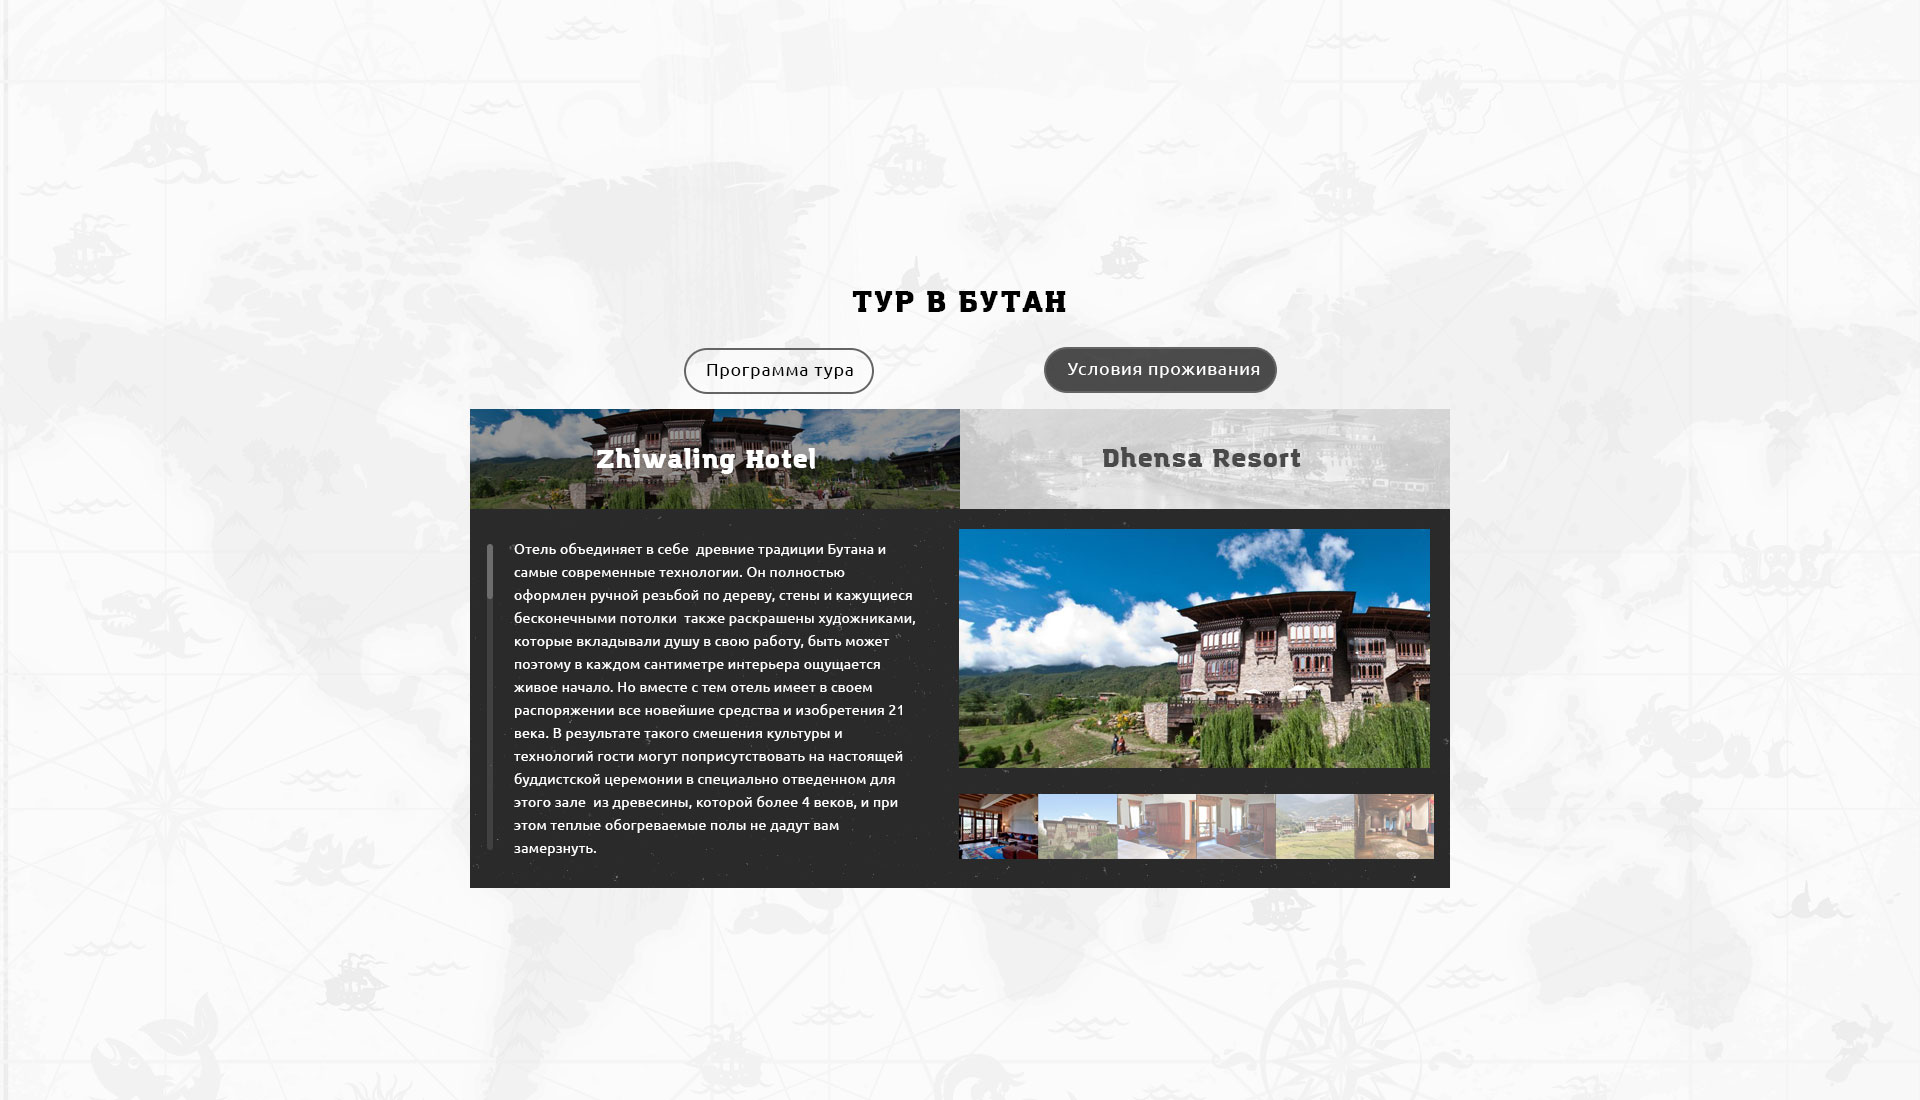 ТУР В БУТАН
Программа тура
Условия проживания
Zhiwaling Hotel
Dhensa Resort
Отель объединяет в себе  древние традиции Бутана и
самые современные технологии. Он полностью
оформлен ручной резьбой по дереву, стены и кажущиеся
бесконечными потолки  также раскрашены художниками,
которые вкладывали душу в свою работу, быть может
поэтому в каждом сантиметре интерьера ощущается
живое начало. Но вместе с тем отель имеет в своем
распоряжении все новейшие средства и изобретения 21
века. В результате такого смешения культуры и
технологий гости могут поприсутствовать на настоящей
буддистской церемонии в специально отведенном для
этого зале  из древесины, которой более 4 веков, и при
этом теплые обогреваемые полы не дадут вам
замерзнуть.